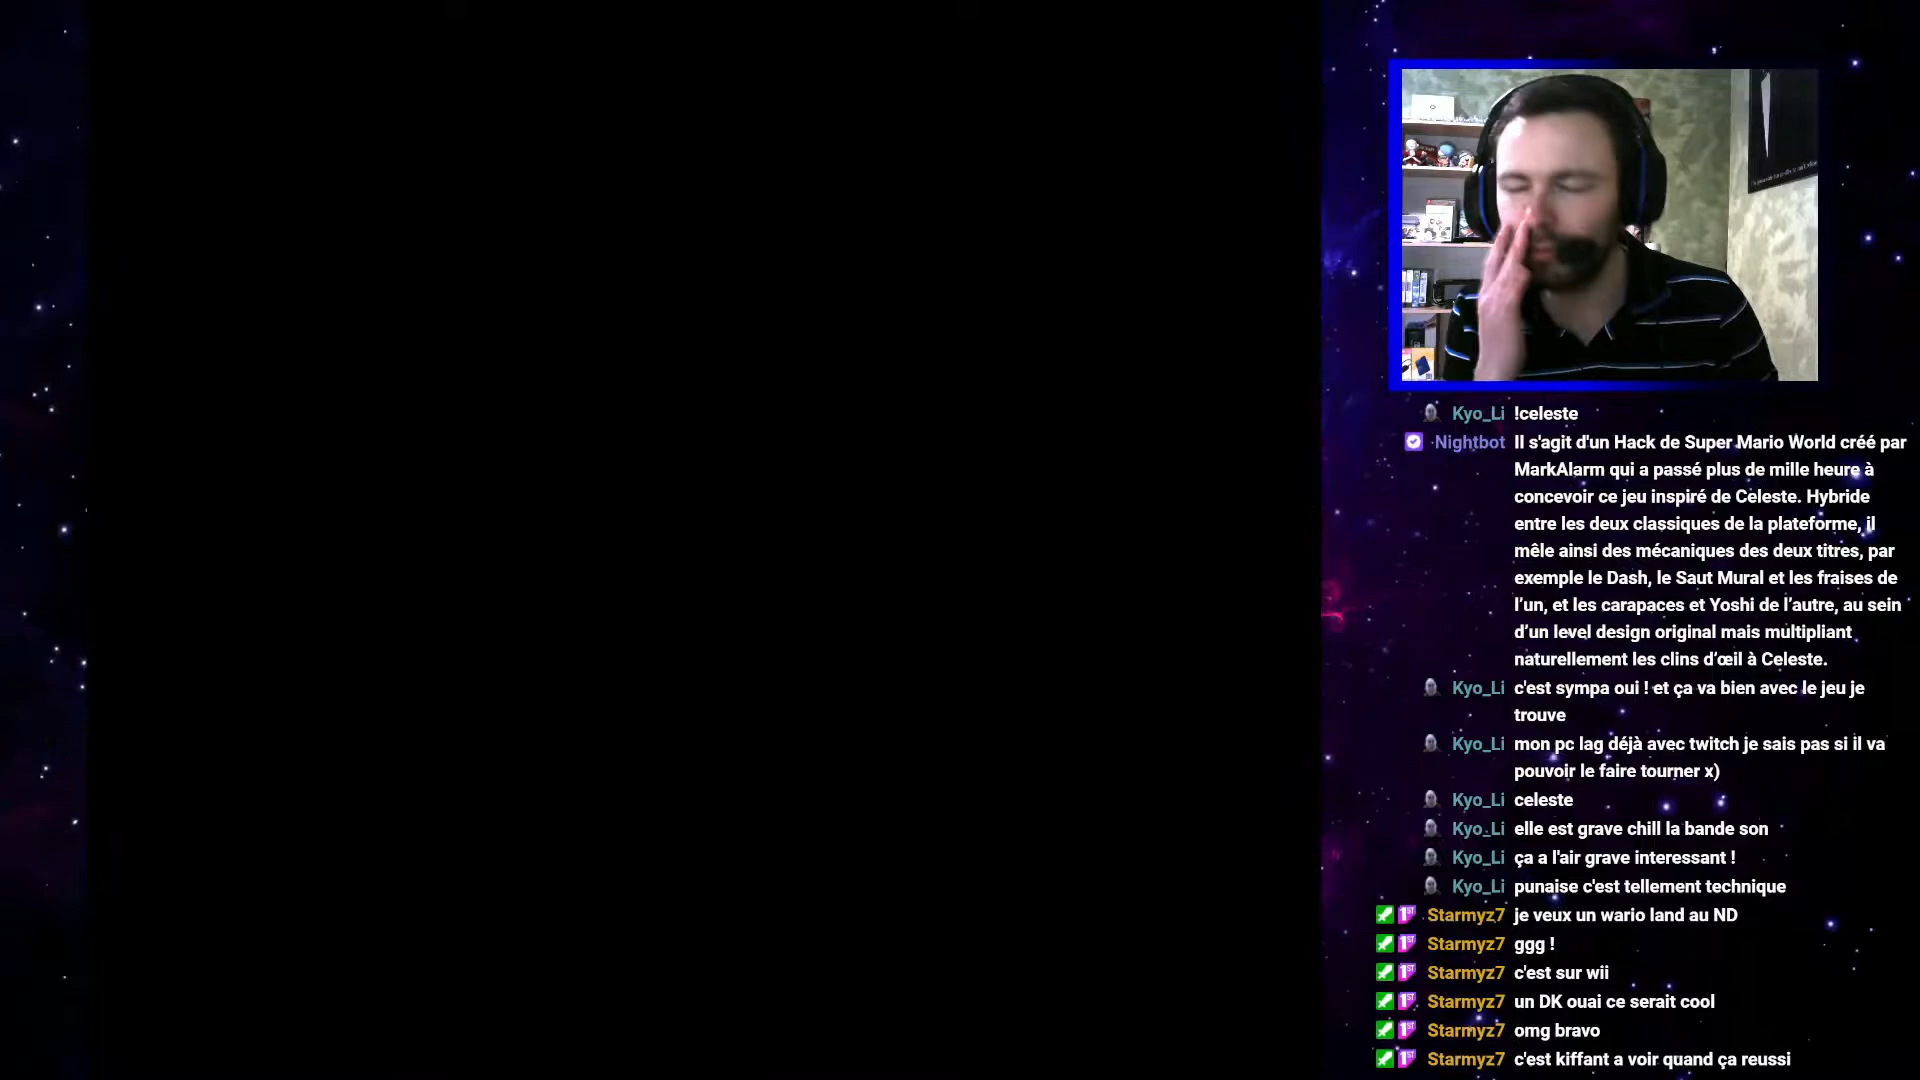 Kyo_Li !celeste
Nightbot Il s'agit d'un Hack de Super Mario World créé par
MarkAlarm qui a passé plus de mille heure à
concevoir ce jeu inspiré de Celeste. Hybride
entre les deux classiques de la plateforme, il
mêle ainsi des mécaniques des deux titres, par
exemple le Dash, le Saut Mural et les fraises de
l'un, et les carapaces et Yoshi de l’autre, au sein
d’un level design original mais multipliant
naturellement les clins d’œil à Celeste.
Kyo_Li c'est sympa oui ! et ça va bien avec le jeu je
trouve
Kyo_Li mon pc lag déjà avec twitch je sais pas si il va
pouvoir le faire tourner x)
Kyo_Li celeste
Kyo_Li elle est grave chill la bande son
Kyo_Li ça a l'air grave interessant !
Kyo_Li punaise c'est tellement technique
1ST Starmyz7 je veux un wario land au ND
1ST Starmyz7 ggg !
1ST Starmyz7 c'est sur wii
1ST Starmyz7 un DK ouai ce serait cool
1ST Starmyz7 omg bravo
1ST Starmyz7 c'est kiffant a voir quand ça reussi